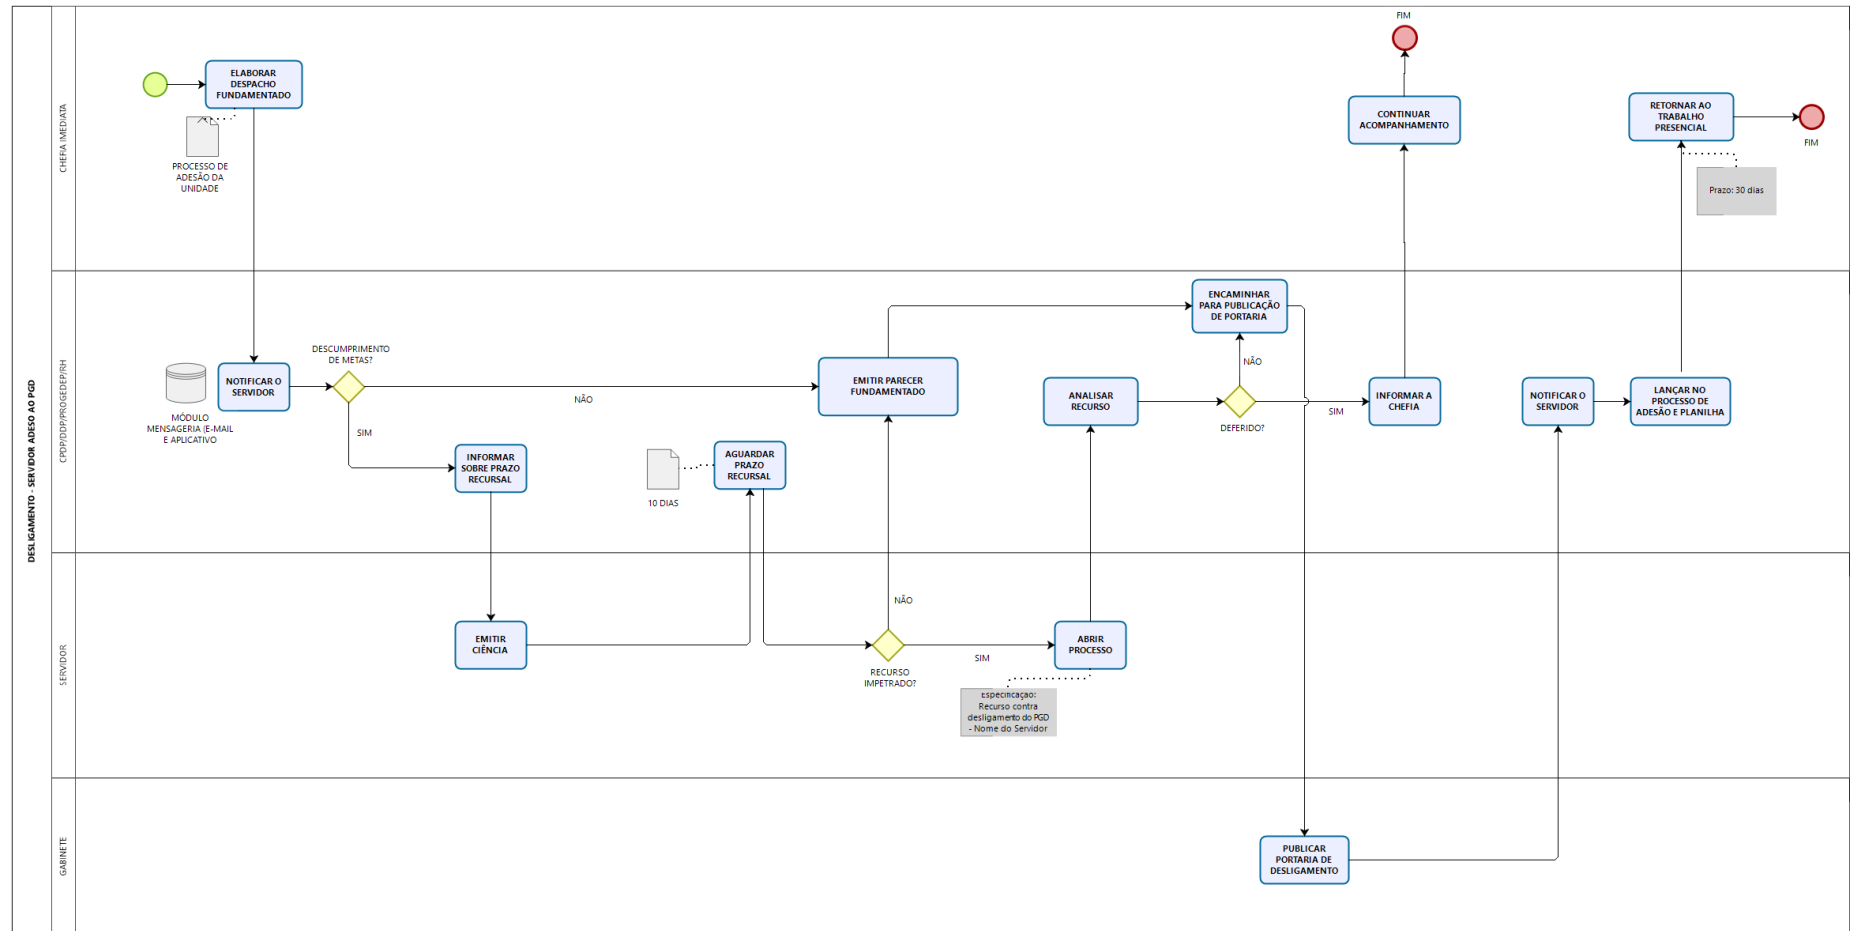 DESLIGAMENTO - SERVIDOR ADESO AO PGD
CHEFIA IMEDIATA
ELABORAR
DESPACHO
FUNDAMENTADO
PROCESSO DE
ADESÃO DA
UNIDADE
FIM
CONTINUAR
ACOMPANHAMENTO
RETORNAR AO
TRABALHO
PRESENCIAL
FIM
Prazo: 30 dias
CPDP/DDP/PROGEDEP/RH
MÓDULO
MENSAGERIA (E-MAIL
E APLICATIVO
NOTIFICAR O
SERVIDOR
DESCUMPRIMENTO
DE METAS?
NÃO
SIM
INFORMAR
SOBRE PRAZO
RECURSAL
10 DIAS
AGUARDAR
PRAZO
RECURSAL
EMITIR PARECER
FUNDAMENTADO
ANALISAR
RECURSO
ENCAMINHAR
PARA PUBLICAÇÃO
DE PORTARIA
NÃO
DEFERIDO?
SIM
INFORMAR A
CHEFIA
NOTIFICAR O
SERVIDOR
LANÇAR NO
PROCESSO DE
ADESÃO E PLANILHA
SERVIDOR
EMITIR
CIÊNCIA
NÃO
RECURSO
IMPETRADO?
SIM
ABRIR
PROCESSO
Especificação:
Recurso contra
desligamento do PGD
- Nome do Servidor
GABINETE
PUBLICAR
PORTARIA DE
DESLIGAMENTO